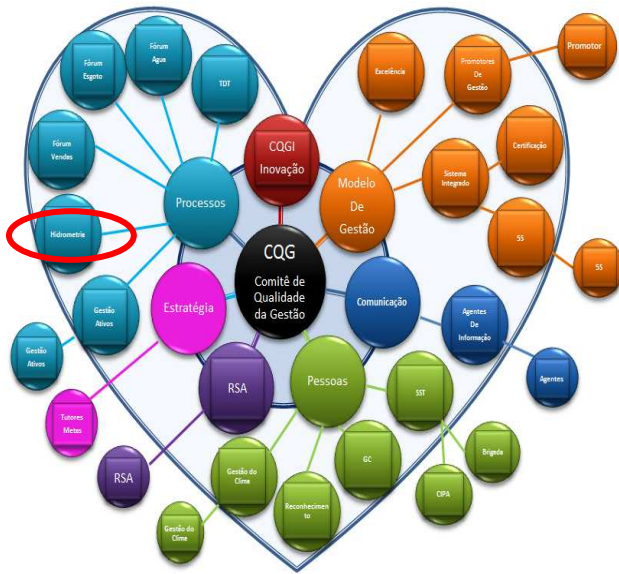 Fórum
Esgoto
Fórum
Agua
TDT
Excelência
Promotores
De
Gestão
Promotor
Fórum
Vendas
Processos
CQGI
Inovação
Modelo
De
Gestão
Sistema
Integrado
Certificação
Hidrometria
5S
5S
CQG
Comitê de
Qualidade
da Gestão
Estratégia
Comunicação
Gestão
Ativos
Gestão
Ativos
Agentes
De
Informação
Agentes
RSA
Pessoas
SST
Tutores
Metas
RSA
Gestão do
Clima
GC
Brigada
CIPA
Reconhecimen
to
Gestão do
Clima